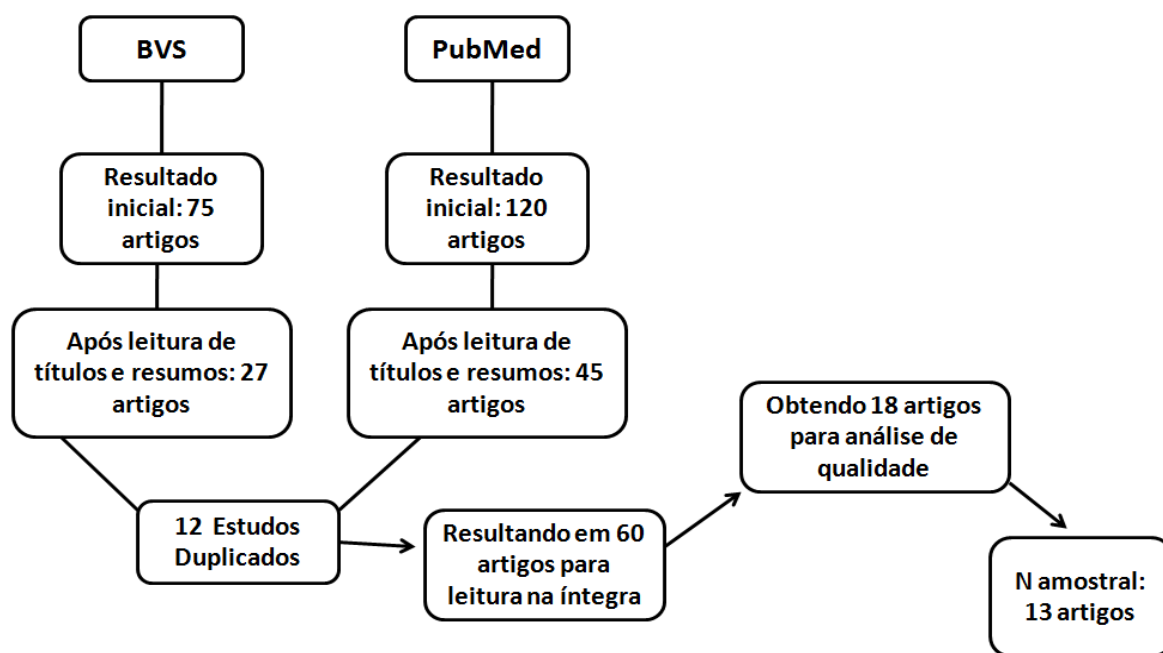 BVS
PubMed
Resultado
inicial: 75
artigos
Resultado
inicial: 120
artigos
Após leitura de
títulos e resumos: 27
artigos
Após leitura de
títulos e resumos: 45
artigos
12 Estudos
Duplicados
Resultando em 60
artigos para
leitura na íntegra
Obtendo 18 artigos
para análise de
qualidade
N amostral:
13 artigos